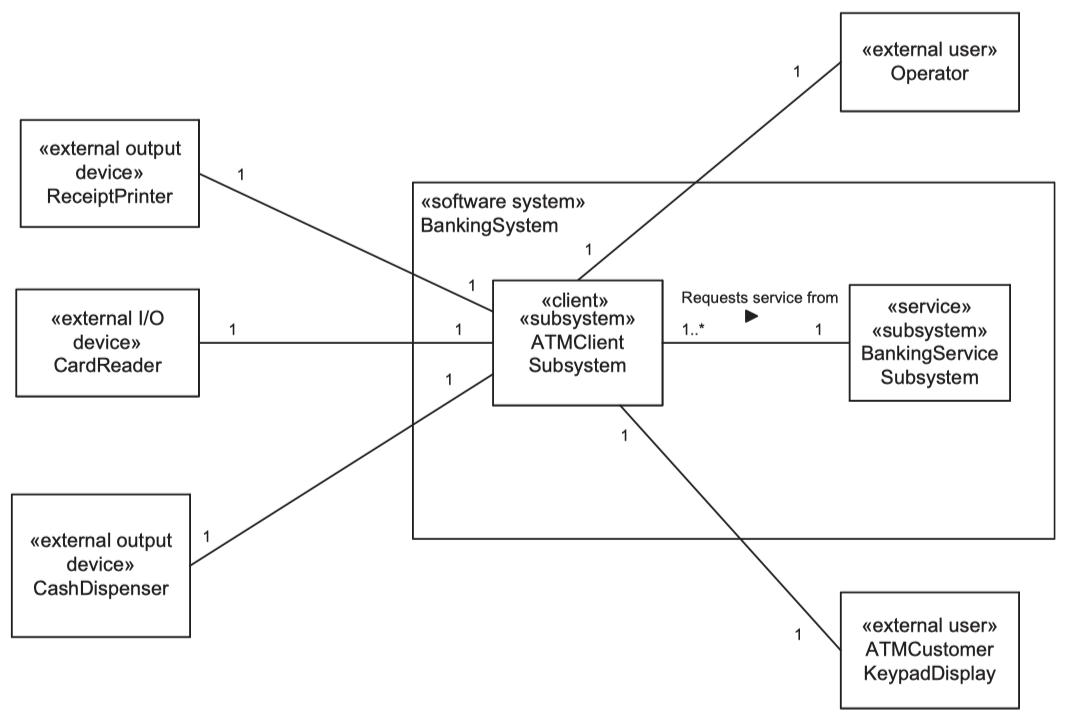 «external user»
Operator
1
«external output
device»
ReceiptPrinter
1
«software system»
BankingSystem
1
1
«external I/O
device»
CardReader
1
1
1
«client»
«subsystem»
ATMClient
Subsystem
Requests service from
1..*
1
«service»
«subsystem»
BankingService
Subsystem
1
«external output
device»
CashDispenser
1
1
«external user»
ATMCustomer
KeypadDisplay